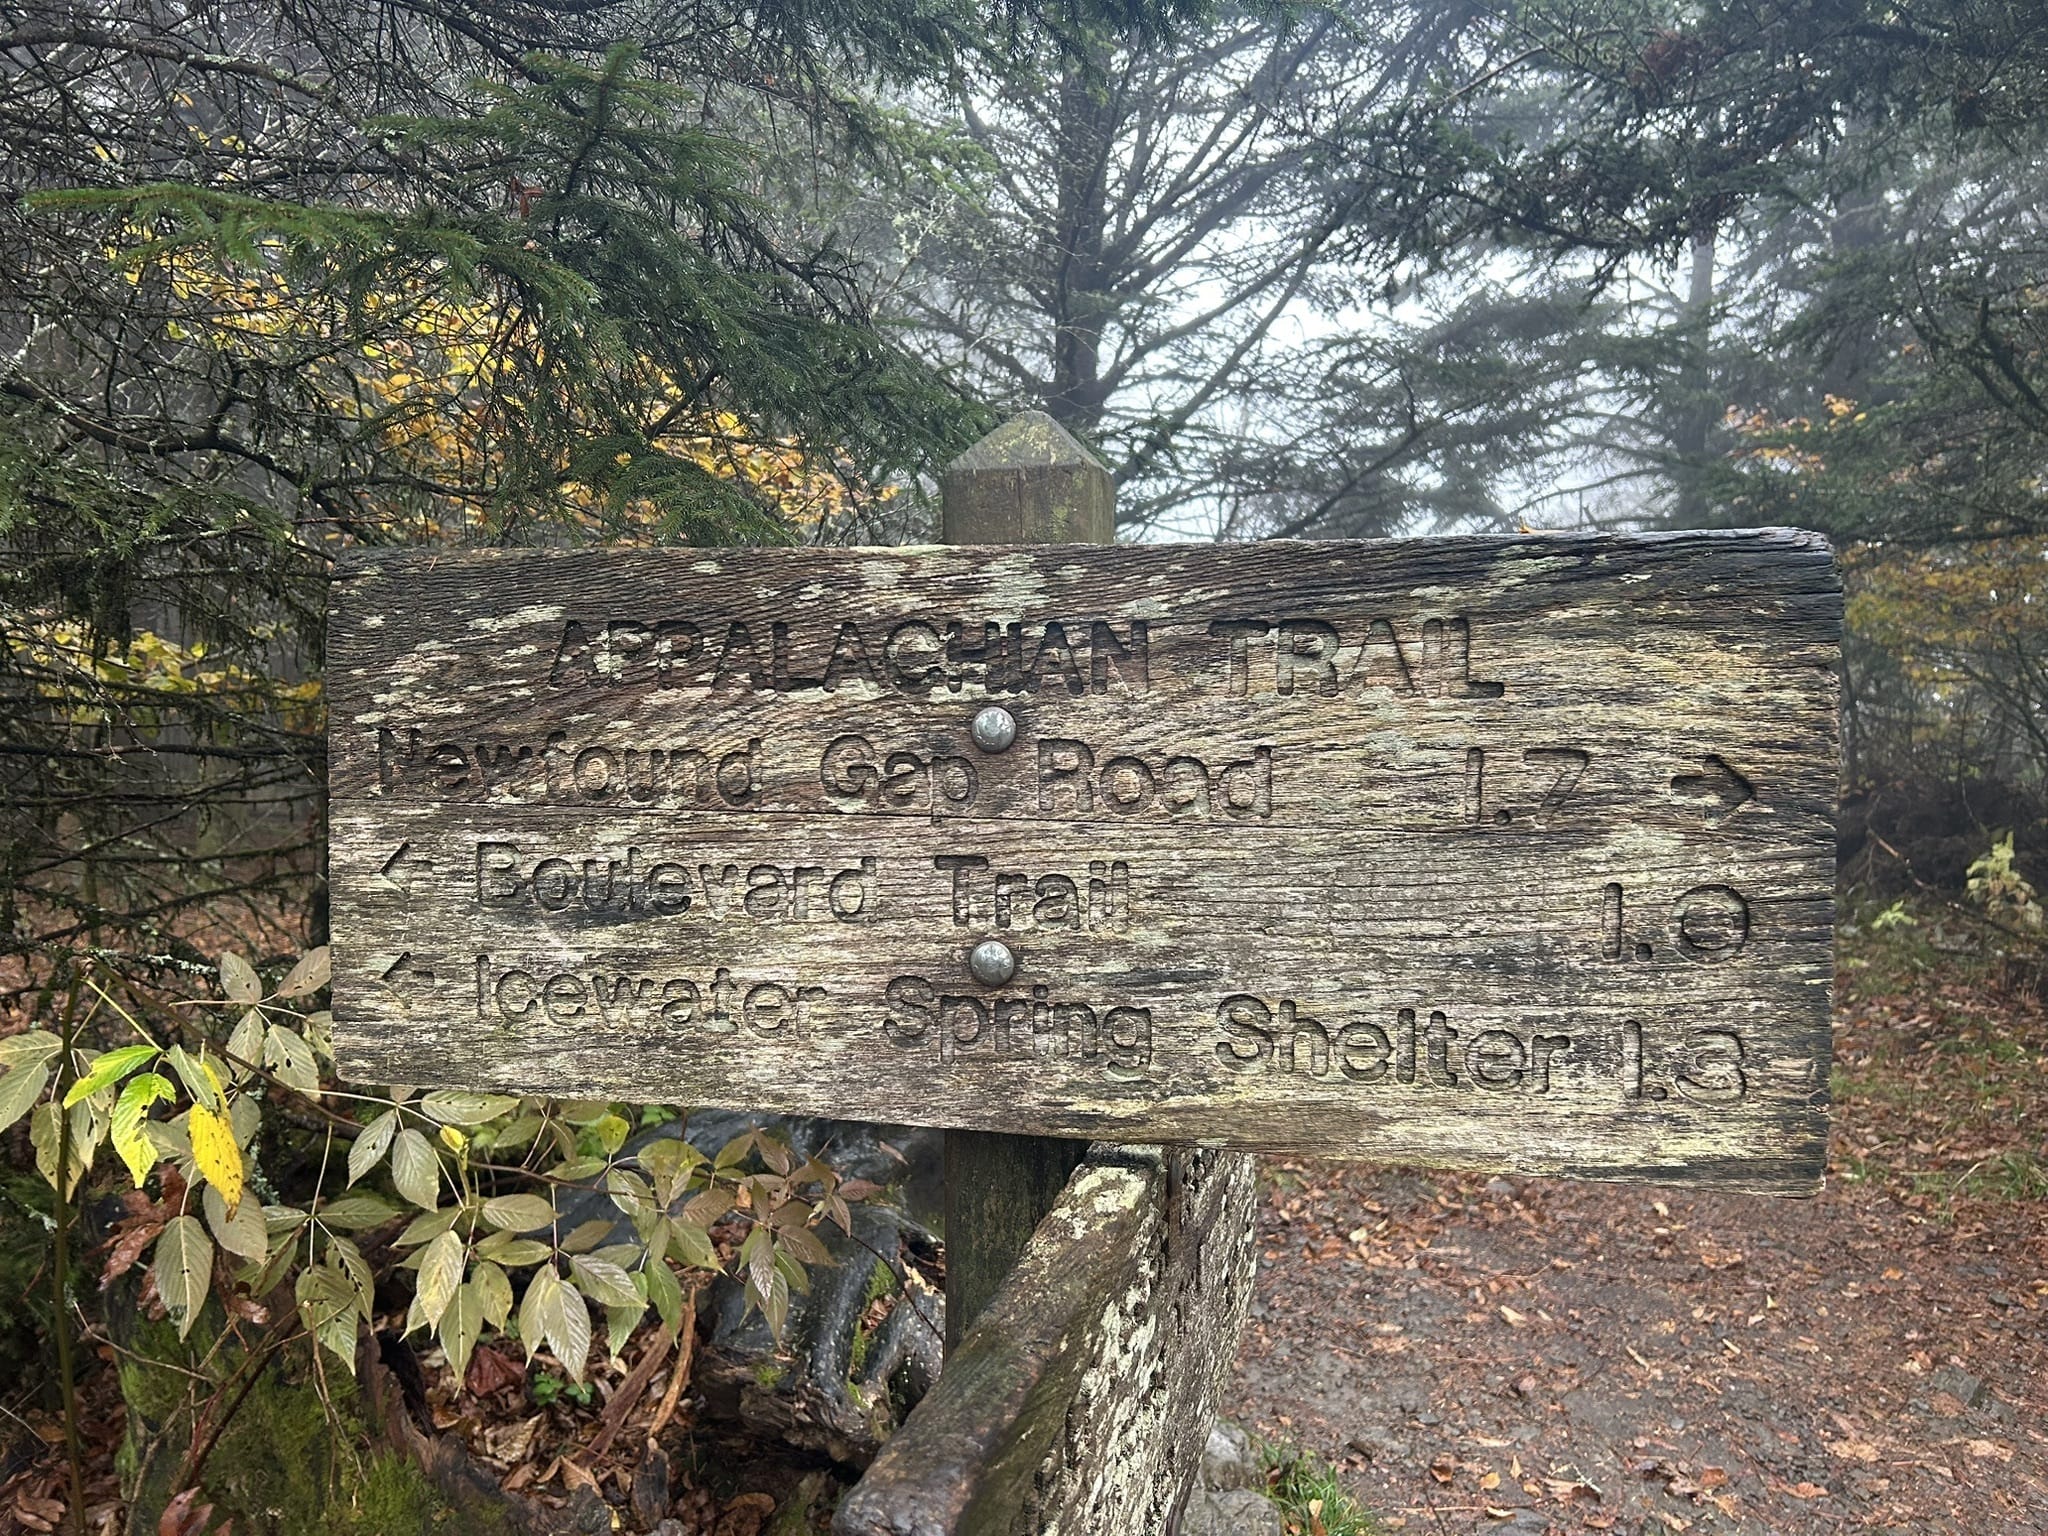 APPALACHIAN TRAIL
Newfound Gap Road 1.7 →
← Boulevard Trail 1.0
← Icewater Spring Shelter 1.3